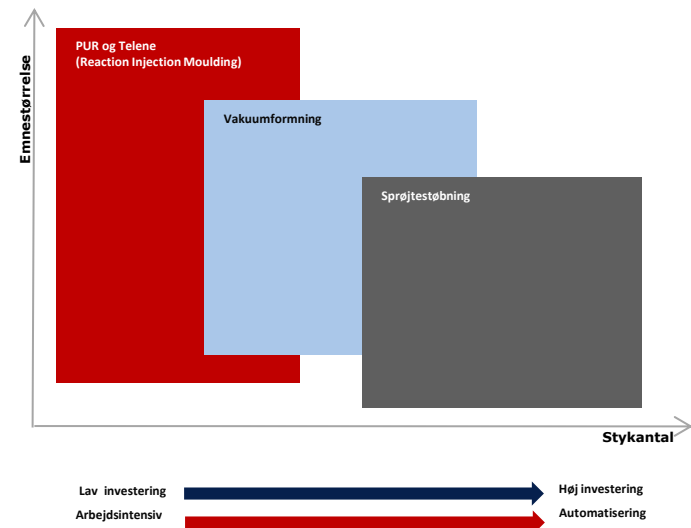 Emnestørrelse
PUR og Telene
(Reaction Injection Moulding)
Vakuumformning
Sprøjtestøbning
Stykantal
Lav investering
Høj investering
Arbejdsintensiv
Automatisering